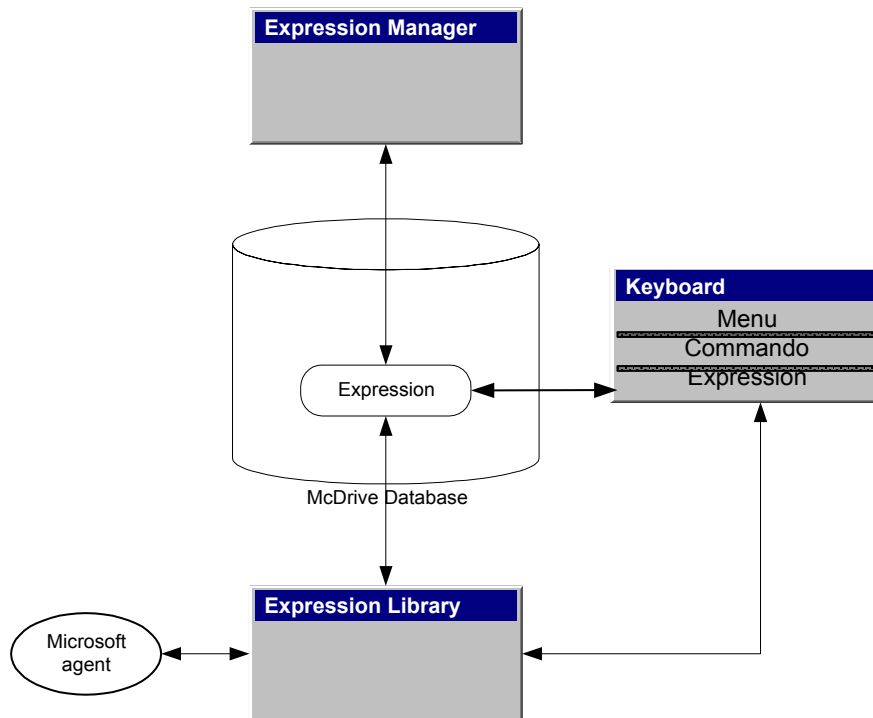 Expression Manager
Keyboard
Menu
Commando
Expression
Expression
McDrive Database
Expression Library
Microsoft
agent